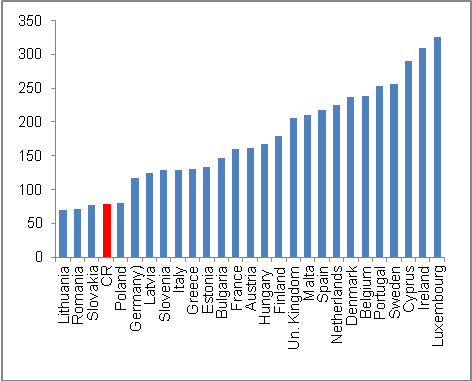 350
300
250
200
150
100
50
0
Lithuania
Romania
Slovakia
CR
Poland
Germany)
Latvia
Slovenia
Italy
Greece
Estonia
Bulgaria
France
Austria
Hungary
Finland
Un. Kingdom
Malta
Spain
Netherlands
Denmark
Belgium
Portugal
Sweden
Cyprus
Ireland
Luxembourg